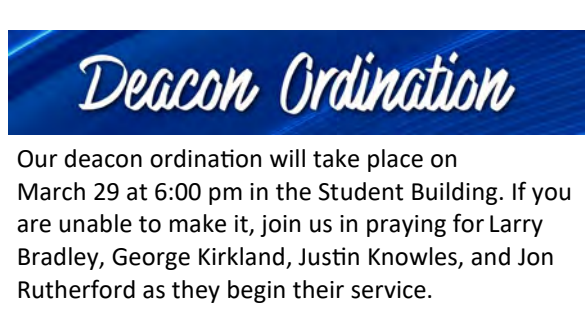 Deacon Ordination
Our deacon ordination will take place on
March 29 at 6:00 pm in the Student Building. If you
are unable to make it, join us in praying for Larry
Bradley, George Kirkland, Justin Knowles, and Jon
Rutherford as they begin their service.